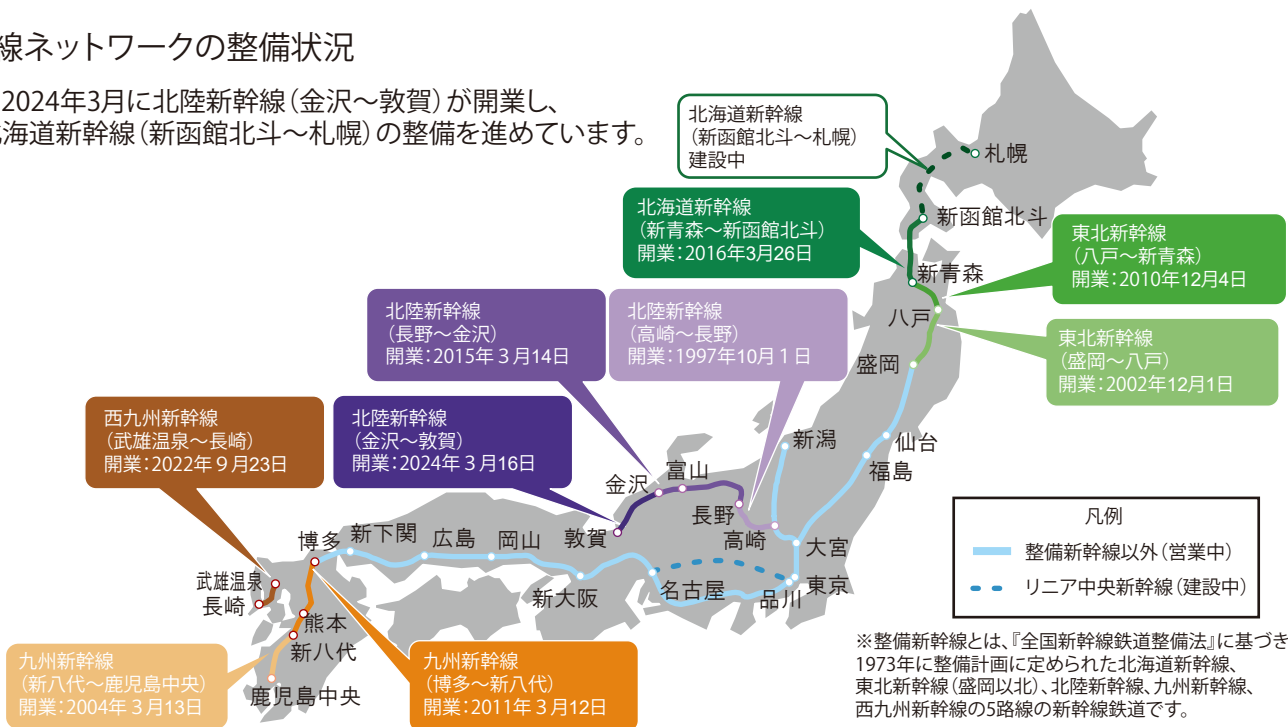 線ネットワークの整備状況
2024年3月に北陸新幹線(金沢～敦賀)が開業し、
北海道新幹線(新函館北斗～札幌)の整備を進めています。
北海道新幹線
(新函館北斗～札幌)
建設中
札幌
新函館北斗
北海道新幹線
(新青森～新函館北斗)
開業:2016年3月26日
新青森
東北新幹線
(八戸～新青森)
開業:2010年12月4日
八戸
東北新幹線
(盛岡～八戸)
開業:2002年12月1日
盛岡
北陸新幹線
(長野～金沢)
開業:2015年3月14日
北陸新幹線
(高崎～長野)
開業:1997年10月1日
西九州新幹線
(武雄温泉～長崎)
開業:2022年9月23日
北陸新幹線
(金沢～敦賀)
開業:2024年3月16日
新潟
仙台
福島
金沢
富山
長野
高崎
大宮
敦賀
博多
新下関
広島
岡山
新大阪
名古屋
品川
東京
武雄温泉
長崎
熊本
新八代
鹿児島中央
九州新幹線
(新八代～鹿児島中央)
開業:2004年3月13日
九州新幹線
(博多～新八代)
開業:2011年3月12日
凡例
整備新幹線以外(営業中)
リニア中央新幹線(建設中)
※整備新幹線とは、『全国新幹線鉄道整備法』に基づき
1973年に整備計画に定められた北海道新幹線、
東北新幹線(盛岡以北)、北陸新幹線、九州新幹線、
西九州新幹線の5路線の新幹線鉄道です。